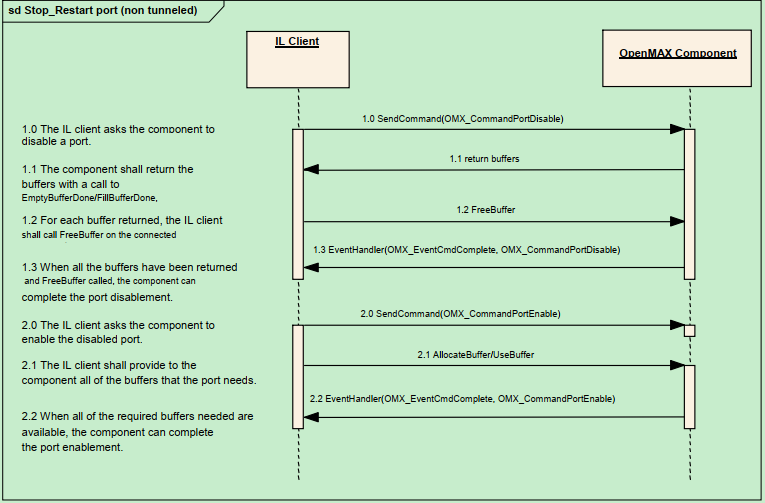 sd Stop_Restart port (non tunneled)
IL Client
OpenMAX Component
1.0 The IL client asks the component to
disable a port.
1.0 SendCommand(OMX_CommandPortDisable)
1.1 The component shall return the
buffers with a call to
EmptyBufferDone/FillBufferDone,
1.1 return buffers
1.2 For each buffer returned, the IL client
shall call FreeBuffer on the connected
1.2 FreeBuffer
1.3 EventHandler(OMX_EventCmdComplete, OMX_CommandPortDisable)
1.3 When all the buffers have been returned
and FreeBuffer called, the component can
complete the port disablement.
2.0 SendCommand(OMX_CommandPortEnable)
2.0 The IL client asks the component to
enable the disabled port.
2.1 AllocateBuffer/UseBuffer
2.1 The IL client shall provide to the
component all of the buffers that the port needs.
2.2 EventHandler(OMX_EventCmdComplete, OMX_CommandPortEnable)
2.2 When all of the required buffers needed are
available, the component can complete
the port enablement.